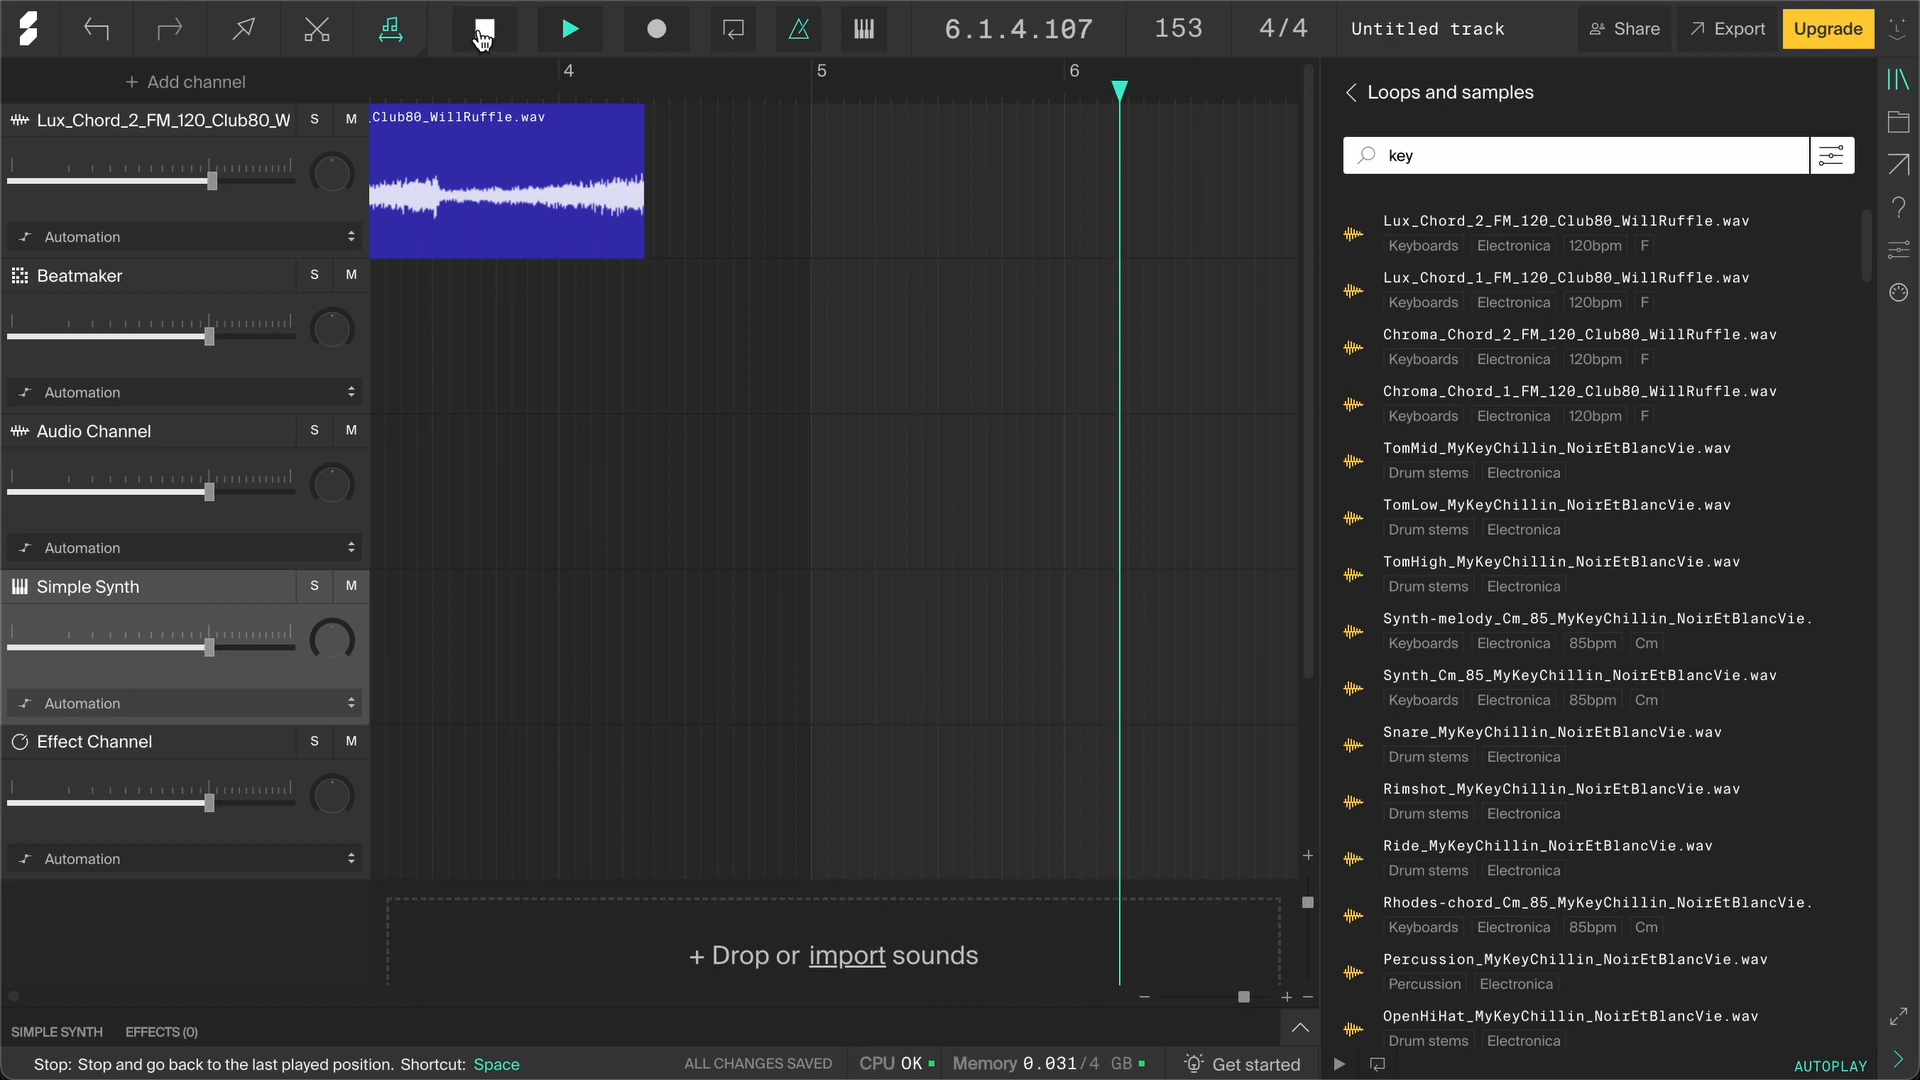 6.1.4.107
153
4/4
Untitled track
Share
Export
Upgrade
+ Add channel
4
5
6
Lux_Chord_2_FM_120_Club80_W
S
M
Automation
.Club80_WillRuffle.wav
Beatmaker
S
M
Automation
Audio Channel
S
M
Automation
Simple Synth
S
M
Automation
Effect Channel
S
M
Automation
+ Drop or import sounds
SIMPLE SYNTH
EFFECTS (0)
Stop: Stop and go back to the last played position. Shortcut: Space
ALL CHANGES SAVED
CPU OK
Memory 0.031/4 GB
Get started
Loops and samples
key
Lux_Chord_2_FM_120_Club80_WillRuffle.wav
Keyboards Electronica 120bpm F
Lux_Chord_1_FM_120_Club80_WillRuffle.wav
Keyboards Electronica 120bpm F
Chroma_Chord_2_FM_120_Club80_WillRuffle.wav
Keyboards Electronica 120bpm F
Chroma_Chord_1_FM_120_Club80_WillRuffle.wav
Keyboards Electronica 120bpm F
TomMid_MyKeyChillin_NoirEtBlancVie.wav
Drum stems Electronica
TomLow_MyKeyChillin_NoirEtBlancVie.wav
Drum stems Electronica
TomHigh_MyKeyChillin_NoirEtBlancVie.wav
Drum stems Electronica
Synth-melody_Cm_85_MyKeyChillin_NoirEtBlancVie.
Keyboards Electronica 85bpm Cm
Synth_Cm_85_MyKeyChillin_NoirEtBlancVie.wav
Keyboards Electronica 85bpm Cm
Snare_MyKeyChillin_NoirEtBlancVie.wav
Drum stems Electronica
Rimshot_MyKeyChillin_NoirEtBlancVie.wav
Drum stems Electronica
Ride_MyKeyChillin_NoirEtBlancVie.wav
Drum stems Electronica
Rhodes-chord_Cm_85_MyKeyChillin_NoirEtBlancVie.
Keyboards Electronica 85bpm Cm
Percussion_MyKeyChillin_NoirEtBlancVie.wav
Percussion Electronica
OpenHiHat_MyKeyChillin_NoirEtBlancVie.wav
Drum stems Electronica
AUTOPLAY